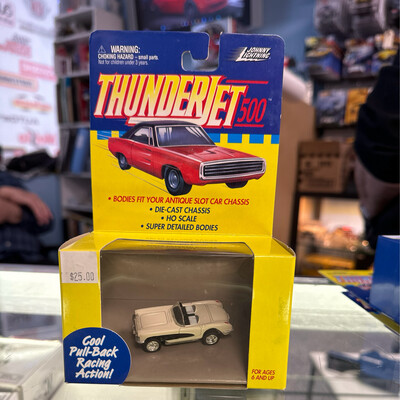 WARNING:
CHOKING HAZARD — small parts.
Not for children under 3 years.
JOHNNY
LIGHTNING
THUNDERJET
500™
• BODIES FIT YOUR ANTIQUE SLOT CAR CHASSIS
• DIE-CAST CHASSIS
• HO SCALE
• SUPER DETAILED BODIES
$25.00
Cool
Pull-Back
Racing
Action!
FOR AGES
6 AND UP